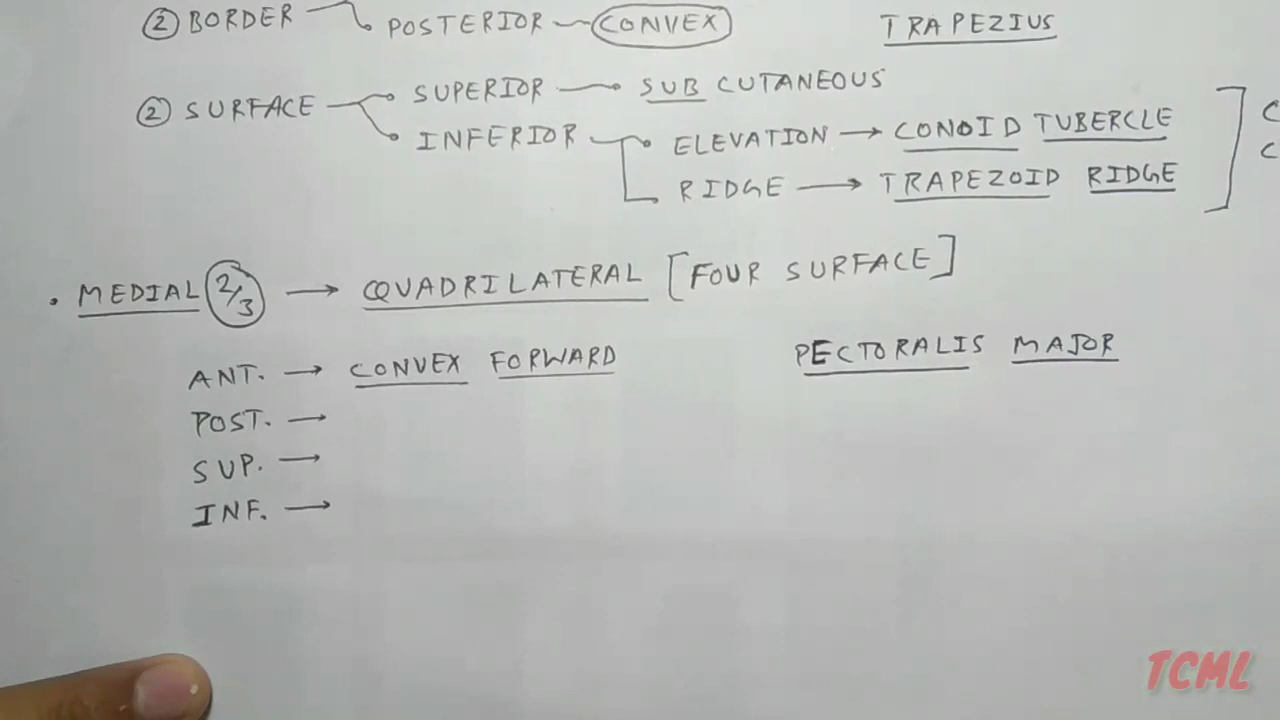 ② BORDER POSTERIOR CONVEX TRAPEZIUS
② SURFACE SUPERIOR SUB CUTANEOUS
INFERIOR ELEVATION → CONOID TUBERCLE C
RIDGE → TRAPEZOID RIDGE C
. MEDIAL 2/3 → QUADRILATERAL [FOUR SURFACE]
ANT. → CONVEX FORWARD PECTORALIS MAJOR
POST. →
SUP. →
INF. →
TCML